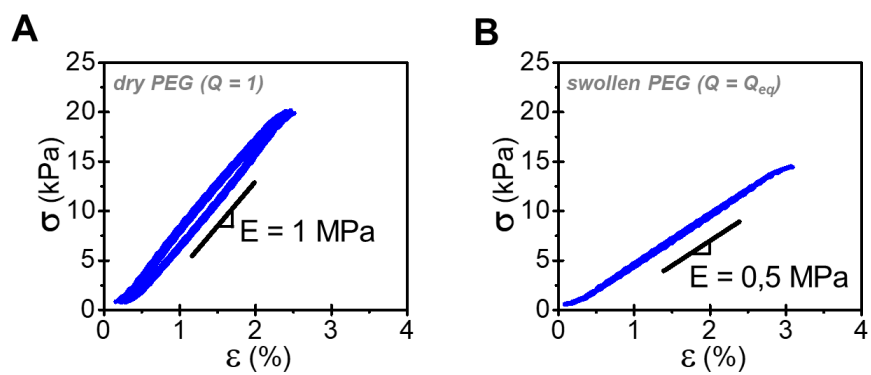 A
B
25
20
15
10
5
0
σ (kPa)
dry PEG (Q = 1)
E = 1 MPa
0 1 2 3 4
ε (%)
25
20
15
10
5
0
σ (kPa)
swollen PEG (Q = Qeq)
E = 0,5 MPa
0 1 2 3 4
ε (%)